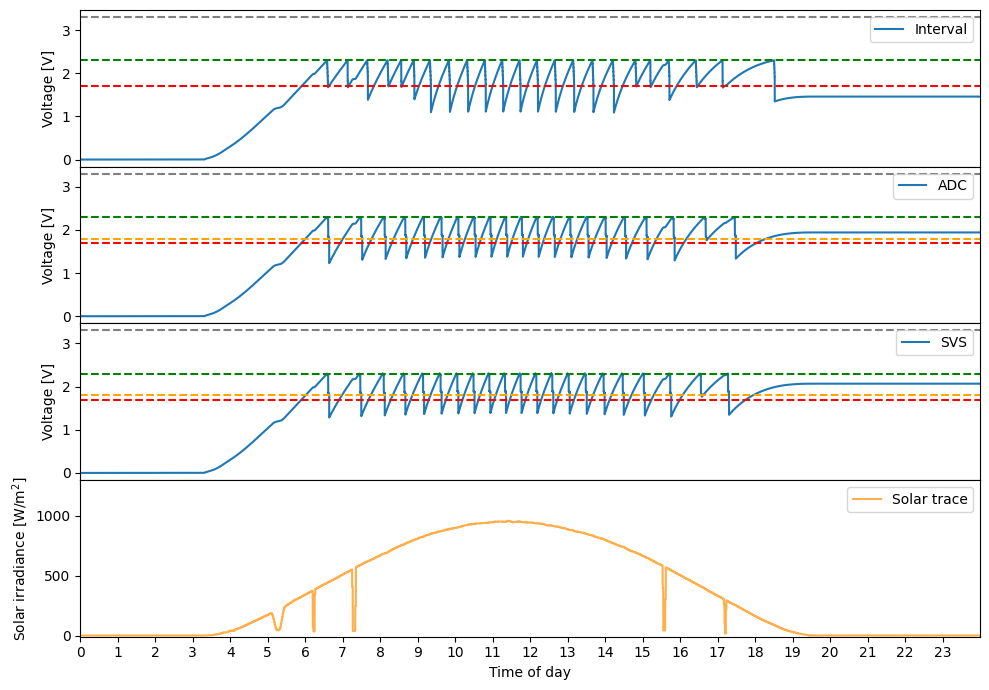 Voltage [V]
3
2
1
0
Interval
Voltage [V]
3
2
1
0
ADC
Voltage [V]
3
2
1
0
SVS
Solar irradiance [W/m²]
1000
500
0
Solar trace
0 1 2 3 4 5 6 7 8 9 10 11 12 13 14 15 16 17 18 19 20 21 22 23
Time of day